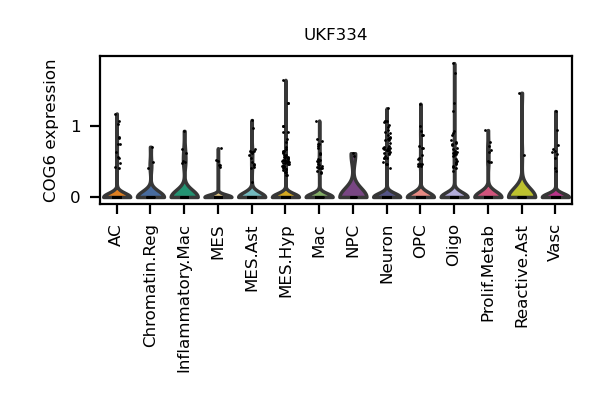 UKF334
COG6 expression
1
0
AC
Chromatin.Reg
Inflammatory.Mac
MES
MES.Ast
MES.Hyp
Mac
NPC
Neuron
OPC
Oligo
Prolif.Metab
Reactive.Ast
Vasc